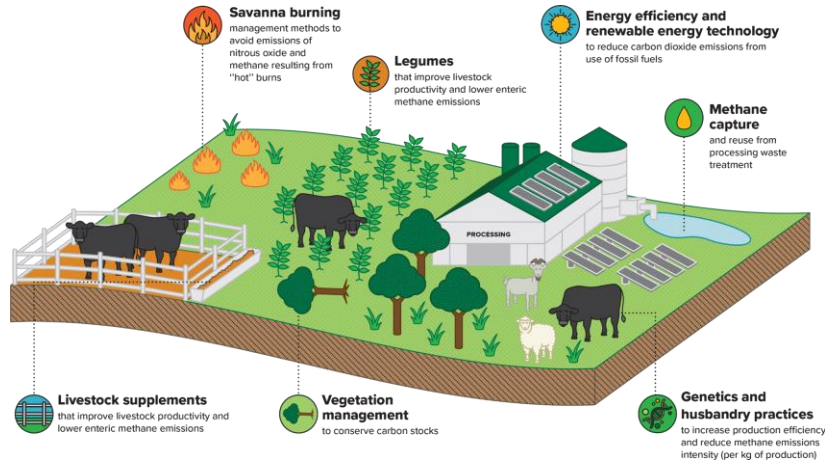 Savanna burning
management methods to
avoid emissions of
nitrous oxide and
methane resulting from
"hot" burns
Legumes
that improve livestock
productivity and lower enteric
methane emissions
Energy efficiency and
renewable energy technology
to reduce carbon dioxide emissions from
use of fossil fuels
Methane
capture
and reuse from
processing waste
treatment
PROCESSING
Livestock supplements
that improve livestock productivity and
lower enteric methane emissions
Vegetation
management
to conserve carbon stocks
Genetics and
husbandry practices
to increase production efficiency
and reduce methane emissions
intensity (per kg of production)